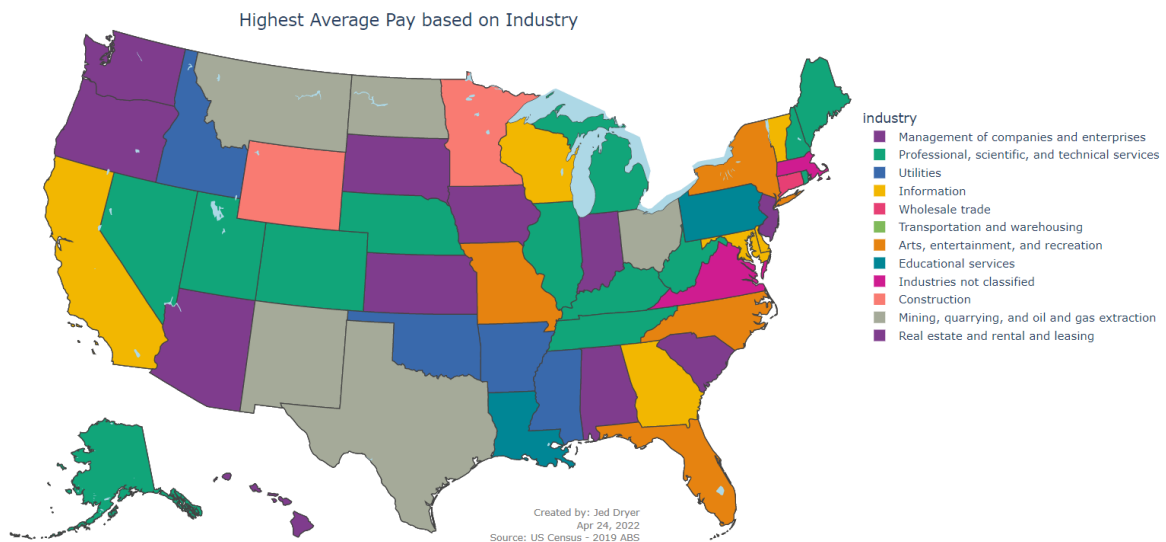 Highest Average Pay based on Industry
industry
Management of companies and enterprises
Professional, scientific, and technical services
Utilities
Information
Wholesale trade
Transportation and warehousing
Arts, entertainment, and recreation
Educational services
Industries not classified
Construction
Mining, quarrying, and oil and gas extraction
Real estate and rental and leasing
Created by: Jed Dryer
Apr 24, 2022
Source: US Census - 2019 ABS